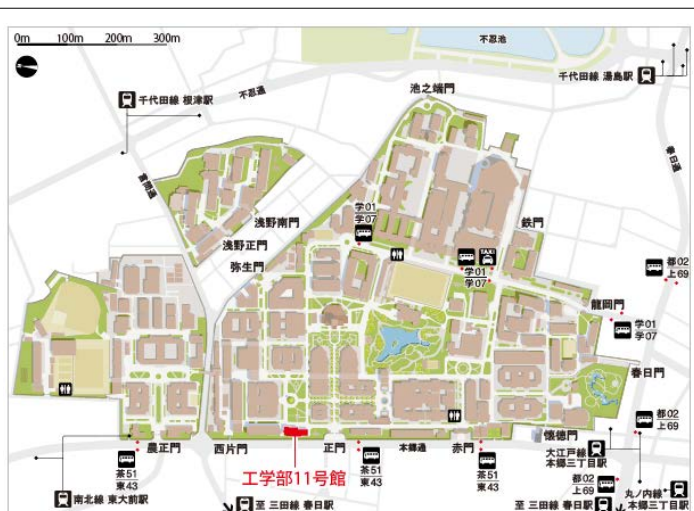 0m 100m 200m 300m
不忍池
千代田線 湯島駅
池之端門
千代田線 根津駅
不忍通
春日通
言問通
学01
学07
浅野南門
鉄門
浅野正門
弥生門
TAXI
学01
学07
都02
上69
龍岡門
学01
学07
春日門
都02
上69
農正門
西片門
正門
本郷通
赤門
懐徳門
大江戸線
本郷三丁目駅
茶51
東43
工学部11号館
茶51
東43
茶51
東43
都02
上69
丸ノ内線
本郷三丁目駅
南北線 東大前駅
至 三田線 春日駅
至 三田線 春日駅